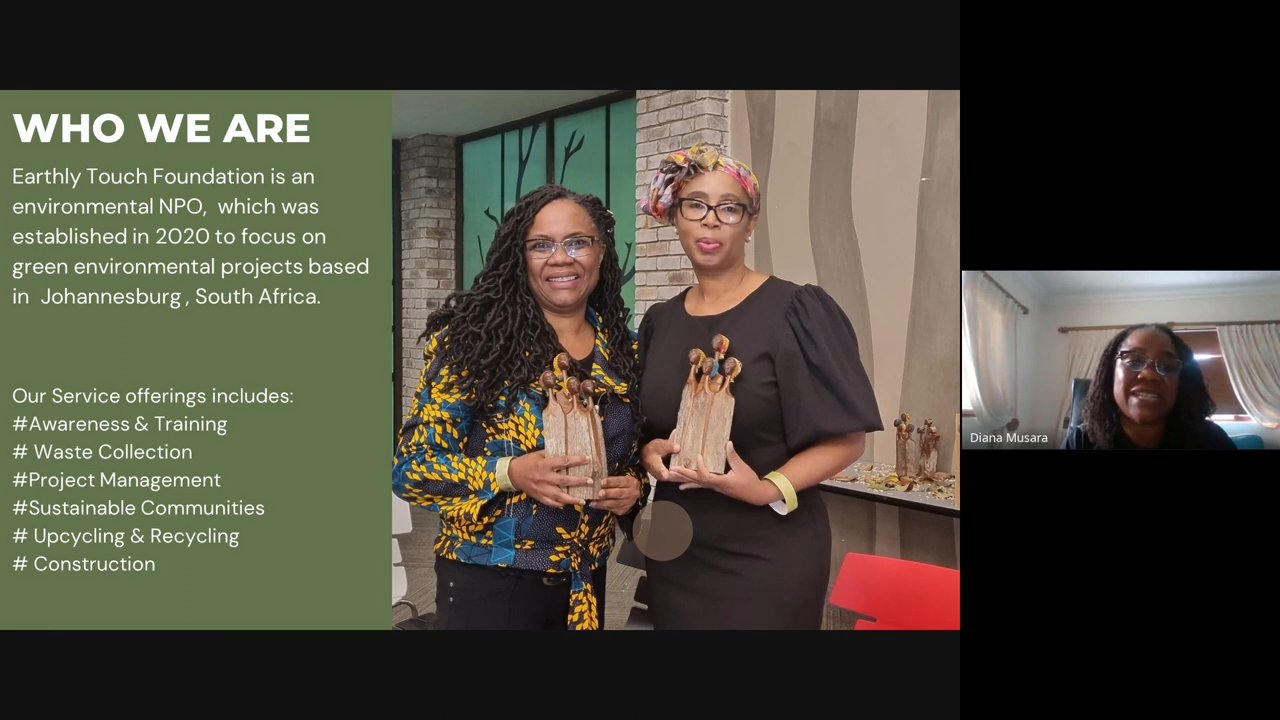 WHO WE ARE
Earthly Touch Foundation is an
environmental NPO,  which was
established in 2020 to focus on
green environmental projects based
in  Johannesburg , South Africa.
Our Service offerings includes:
#Awareness & Training
# Waste Collection
#Project Management
#Sustainable Communities
# Upcycling & Recycling
# Construction
Diana Musara